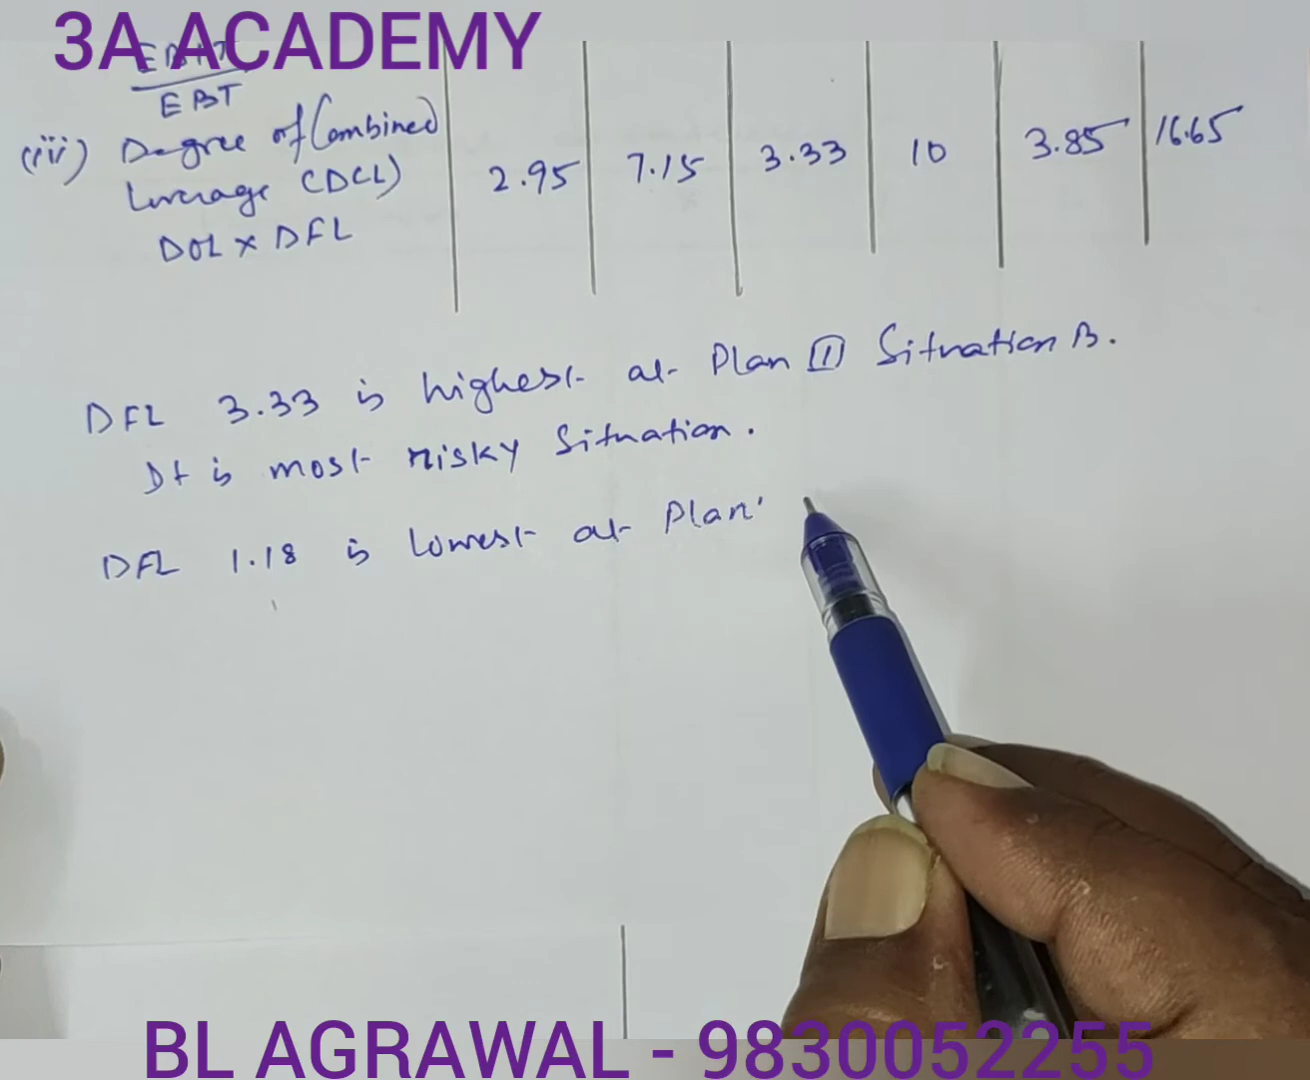 3A ACADEMY
EBIT
EBT
(iii) Degree of (Combined) 2.95 7.15 3.33 10 3.85 16.65
Leverage (DCL)
DOL × DFL
DFL 3.33 is highest at Plan II Situation B.
It is most risky Situation.
DFL 1.18 is lowest at Plan
BL AGRAWAL - 9830052255